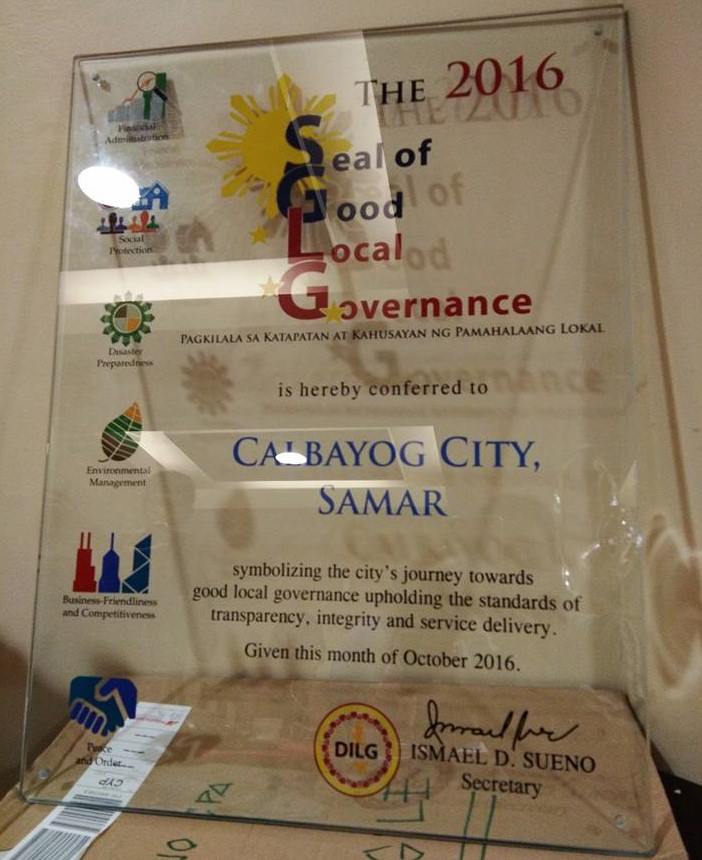 THE 2016
Seal of
Good
Local
Governance
PAGKILALA SA KATAPATAN AT KAHUSAYAN NG PAMAHALAANG LOKAL
is hereby conferred to
CALBAYOG CITY,
SAMAR
symbolizing the city's journey towards
good local governance upholding the standards of
transparency, integrity and service delivery.
Given this month of October 2016.
DILG
ISMAEL D. SUENO
Secretary
Financial
Administration
Social
Protection
Disaster
Preparedness
Environmental
Management
Business-Friendliness
and Competitiveness
Peace
and Order
CYP